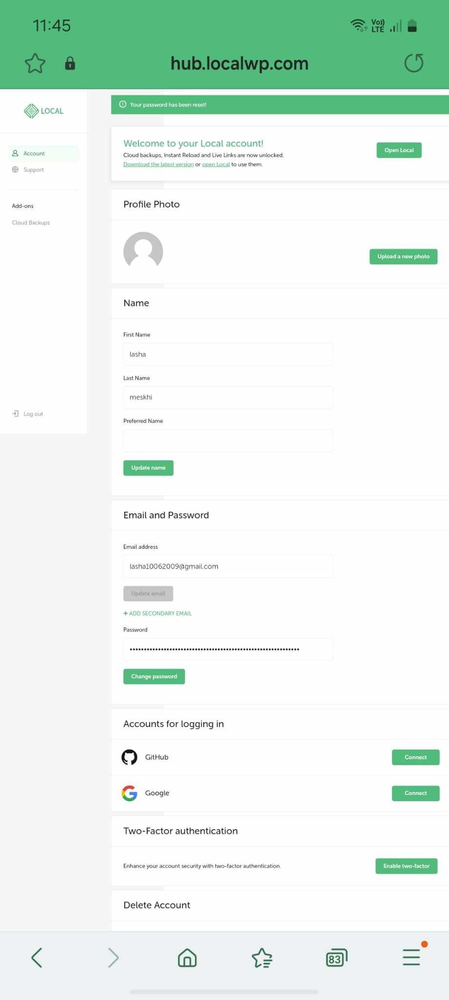 11:45
Vo))
LTE
hub.localwp.com
LOCAL
Account
Support
Add-ons
Cloud Backups
Log out
Your password has been reset!
Welcome to your Local account!
Cloud backups, Instant Reload and Live Links are now unlocked.
Download the latest version or open Local to use them.
Open Local
Profile Photo
Upload a new photo
Name
First Name
lasha
Last Name
meskhi
Preferred Name
Update name
Email and Password
Email address
lasha10062009@gmail.com
Update email
+ ADD SECONDARY EMAIL
Password
Change password
Accounts for logging in
GitHub
Connect
Google
Connect
Two-Factor authentication
Enhance your account security with two-factor authentication.
Enable two-factor
Delete Account
83